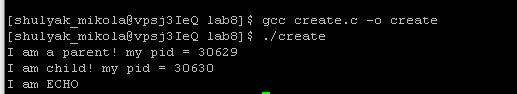 [shulyak_mikola@vpsj3IeQ lab8]$ gcc create.c -o create
[shulyak_mikola@vpsj3IeQ lab8]$ ./create
I am a parent! my pid = 30629
I am child! my pid = 30630
I am ECHO